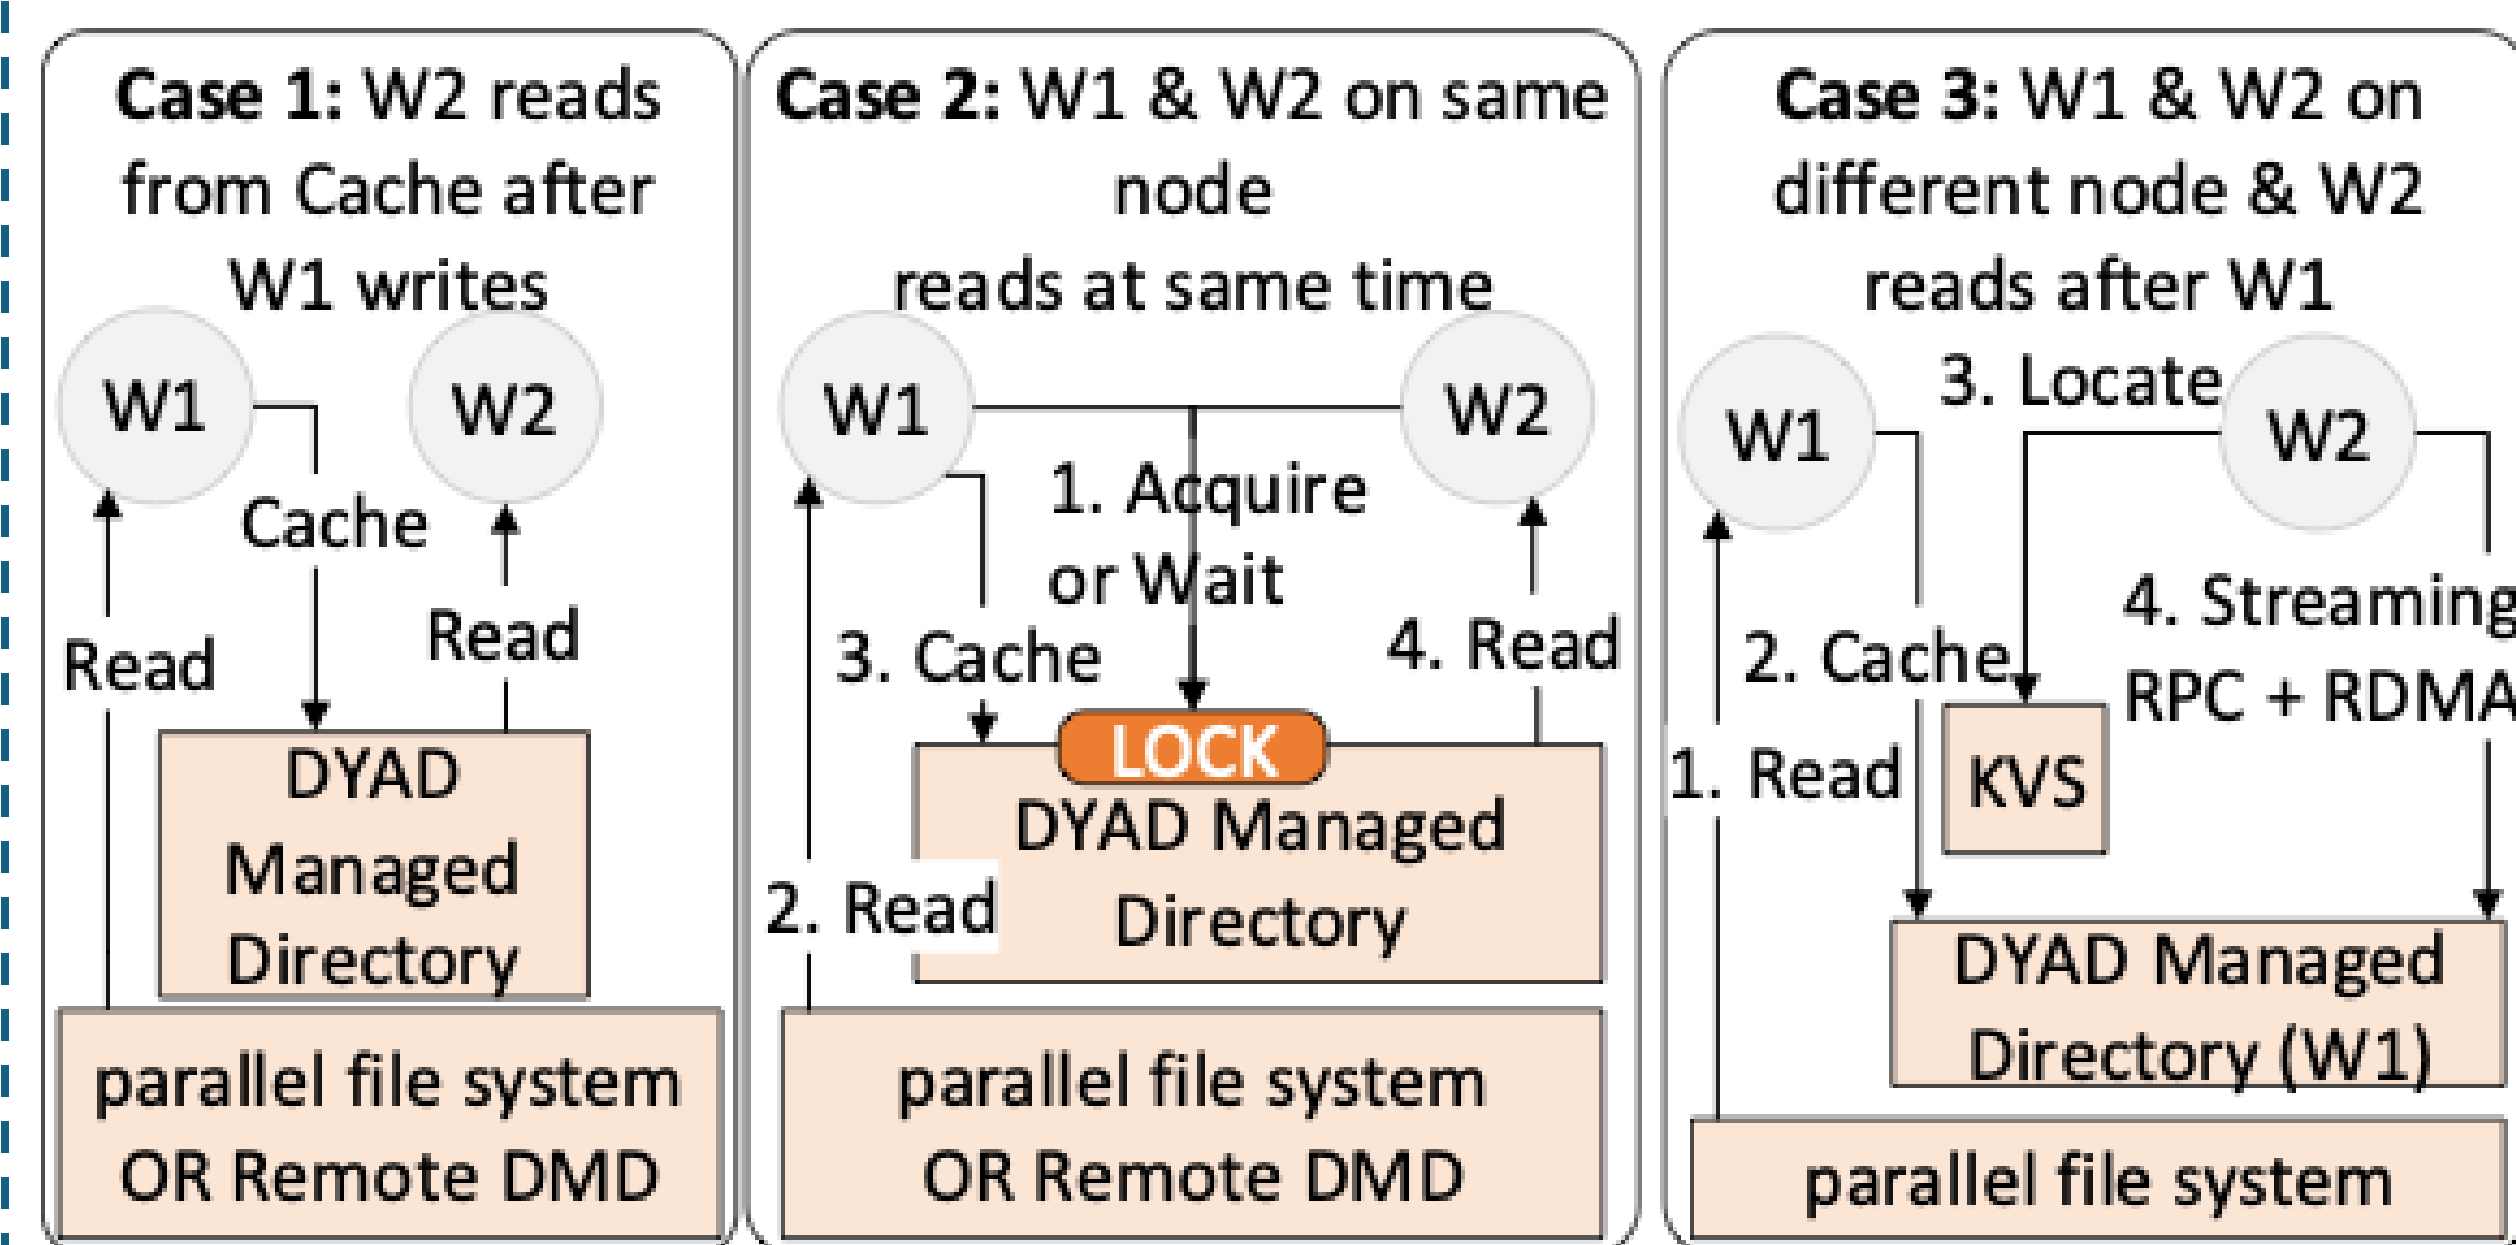 Case 1: W2 reads
from Cache after
W1 writes
W1
W2
Cache
Read
Read
DYAD
Managed
Directory
parallel file system
OR Remote DMD
Case 2: W1 & W2 on same
node
reads at same time
W1
W2
1. Acquire
or Wait
3. Cache
4. Read
LOCK
DYAD Managed
Directory
2. Read
parallel file system
OR Remote DMD
Case 3: W1 & W2 on
different node & W2
reads after W1
3. Locate
W1
W2
4. Streaming
RPC + RDMA
2. Cache
1. Read
KVS
DYAD Managed
Directory (W1)
parallel file system